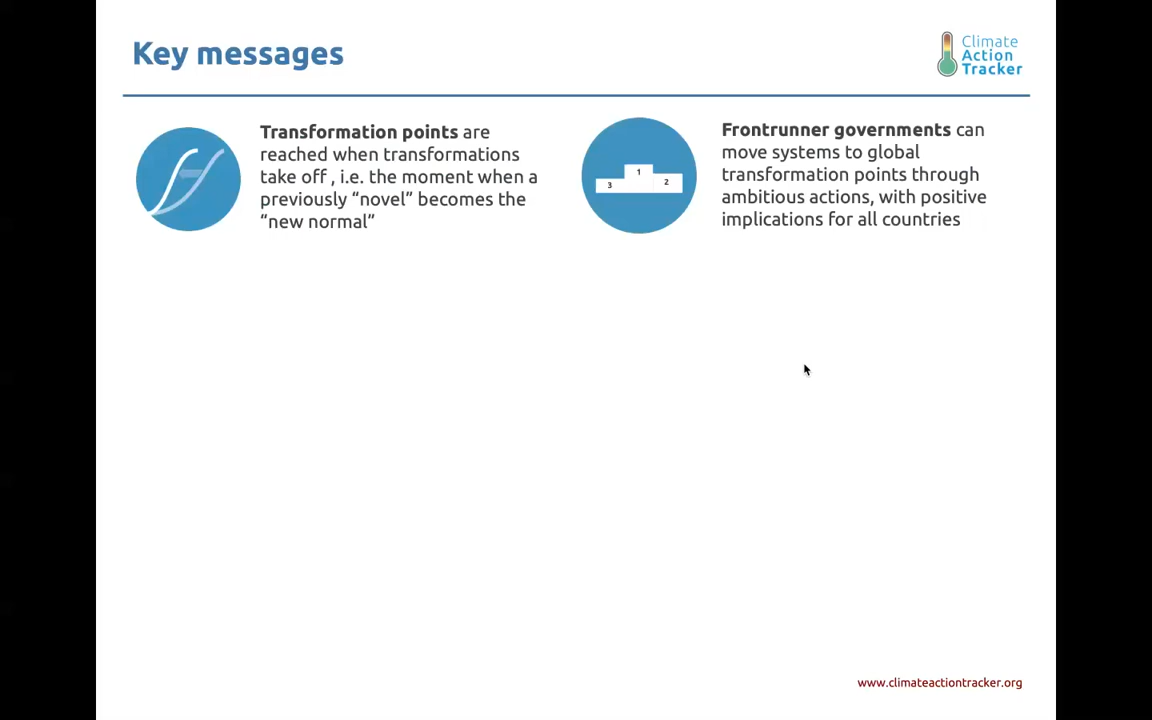 Key messages
Climate
Action
Tracker
Transformation points are
reached when transformations
take off , i.e. the moment when a
previously “novel” becomes the
“new normal”
1
2
3
Frontrunner governments can
move systems to global
transformation points through
ambitious actions, with positive
implications for all countries
www.climateactiontracker.org